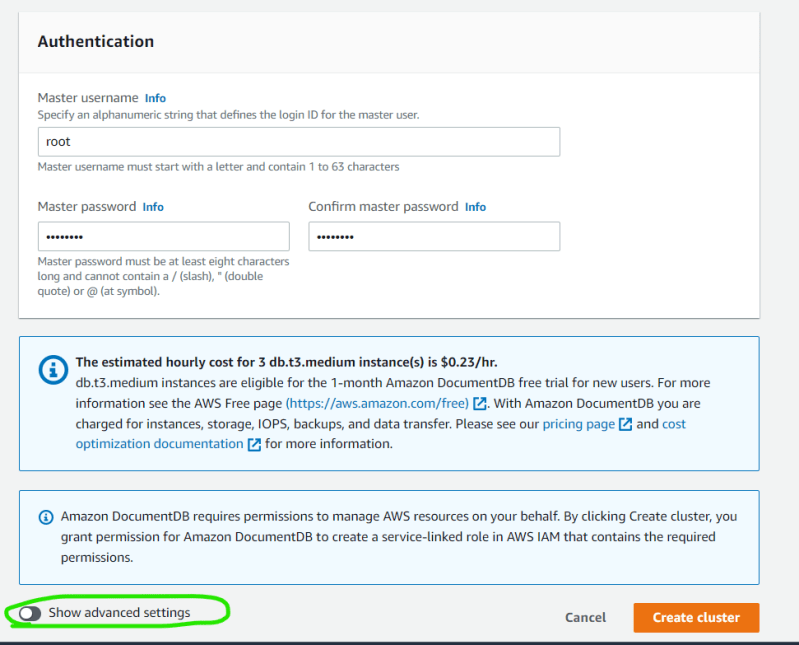 Authentication
Master username Info
Specify an alphanumeric string that defines the login ID for the master user.
root
Master username must start with a letter and contain 1 to 63 characters
Master password Info
Confirm master password Info
••••••••
••••••••
Master password must be at least eight characters
long and cannot contain a / (slash), " (double
quote) or @ (at symbol).
The estimated hourly cost for 3 db.t3.medium instance(s) is $0.23/hr.
db.t3.medium instances are eligible for the 1-month Amazon DocumentDB free trial for new users. For more
information see the AWS Free page (https://aws.amazon.com/free) . With Amazon DocumentDB you are
charged for instances, storage, IOPS, backups, and data transfer. Please see our pricing page and cost
optimization documentation for more information.
Amazon DocumentDB requires permissions to manage AWS resources on your behalf. By clicking Create cluster, you
grant permission for Amazon DocumentDB to create a service-linked role in AWS IAM that contains the required
permissions.
Show advanced settings
Cancel
Create cluster